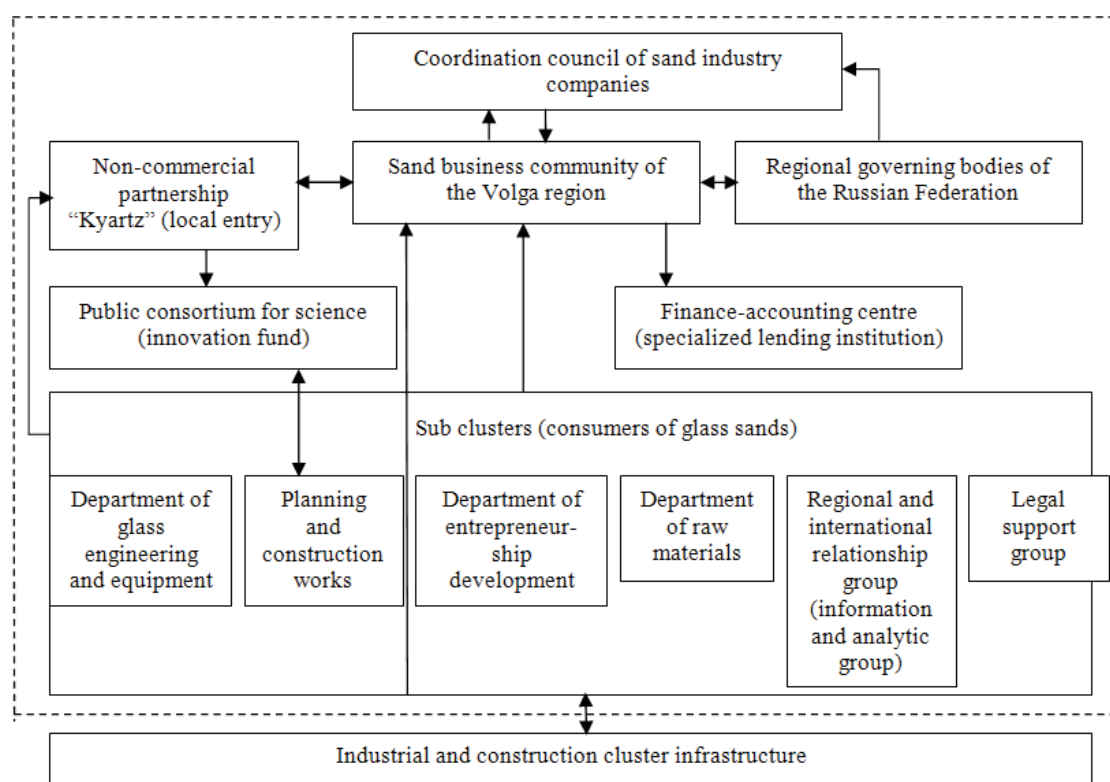 Coordination council of sand industry
companies
Non-commercial
partnership
“Kyartz” (local entry)
Sand business community of
the Volga region
Regional governing bodies of
the Russian Federation
Public consortium for science
(innovation fund)
Finance-accounting centre
(specialized lending institution)
Sub clusters (consumers of glass sands)
Department of
glass
engineering
and equipment
Planning
and
construction
works
Department of
entrepreneur-
ship
development
Department
of raw
materials
Regional and
international
relationship
group
(information
and analytic
group)
Legal
support
group
Industrial and construction cluster infrastructure